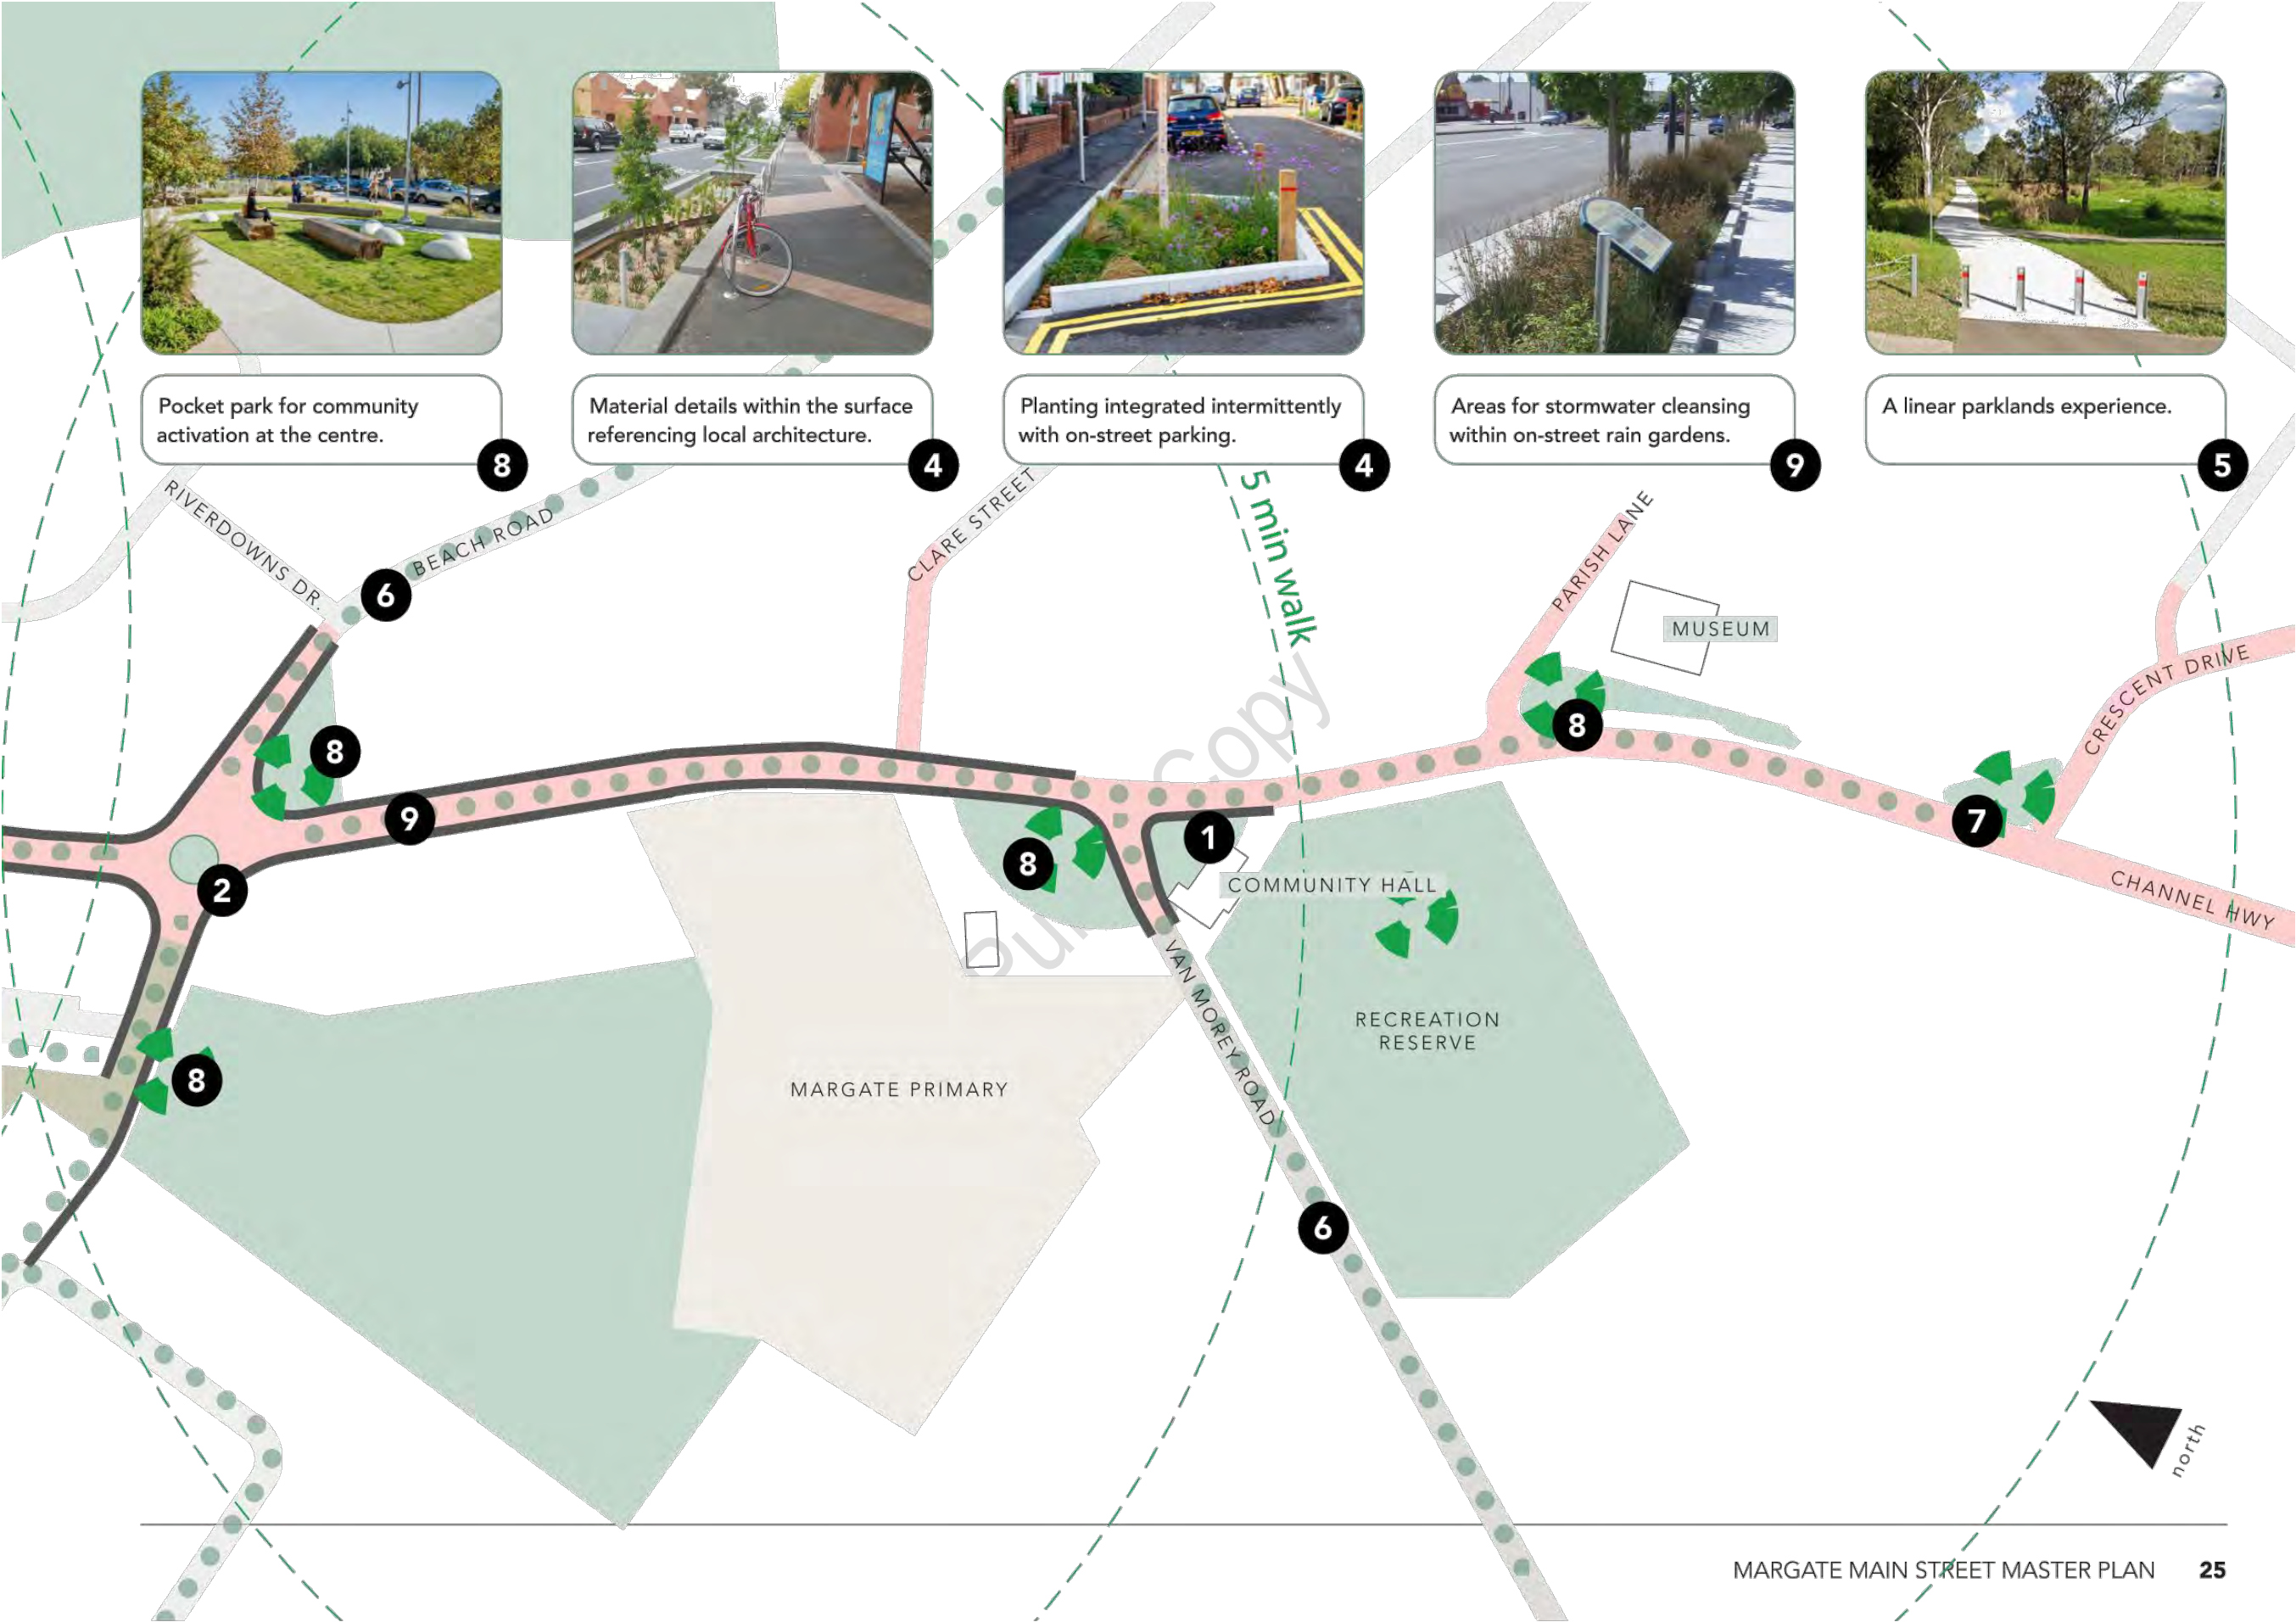 Pocket park for community
activation at the centre.
8
Material details within the surface
referencing local architecture.
4
Planting integrated intermittently
with on-street parking.
4
Areas for stormwater cleansing
within on-street rain gardens.
9
A linear parklands experience.
5
RIVERDOWNS DR.
BEACH ROAD
6
CLARE STREET
5 min walk
PARISH LANE
MUSEUM
CRESCENT DRIVE
8
8
9
7
1
8
2
COMMUNITY HALL
CHANNEL HWY
Copy
VAN MOREY ROAD
RECREATION
RESERVE
8
MARGATE PRIMARY
6
north
MARGATE MAIN STREET MASTER PLAN 25